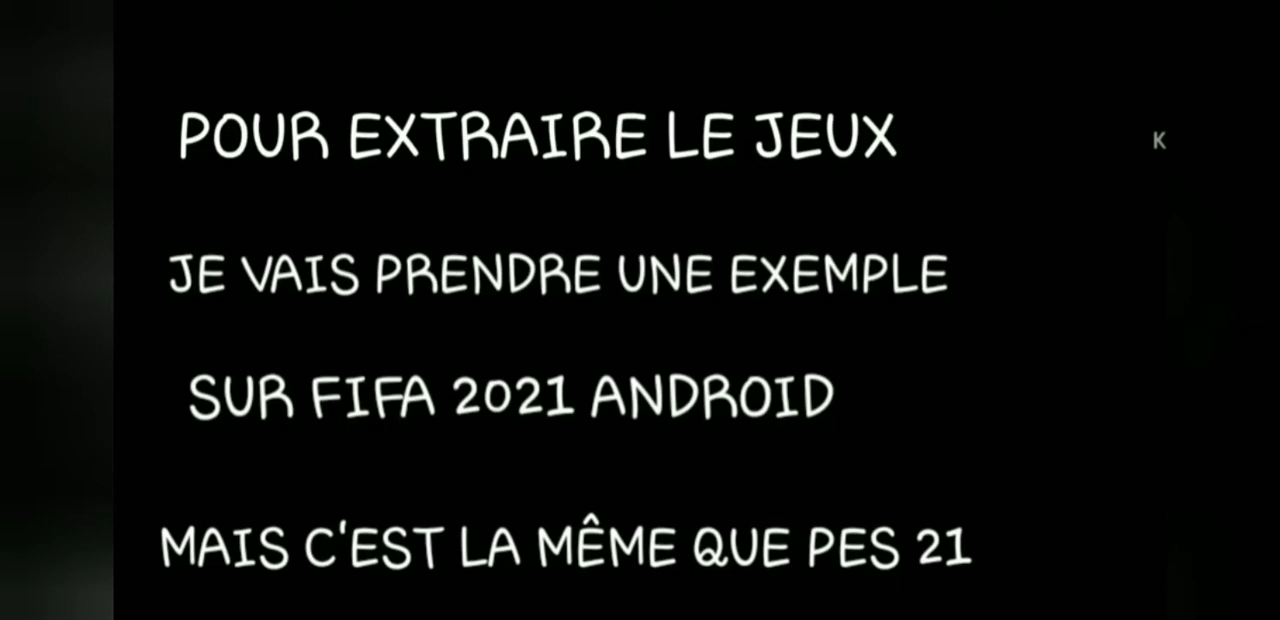 POUR EXTRAIRE LE JEUX
K
JE VAIS PRENDRE UNE EXEMPLE
SUR FIFA 2021 ANDROID
MAIS C'EST LA MÊME QUE PES 21